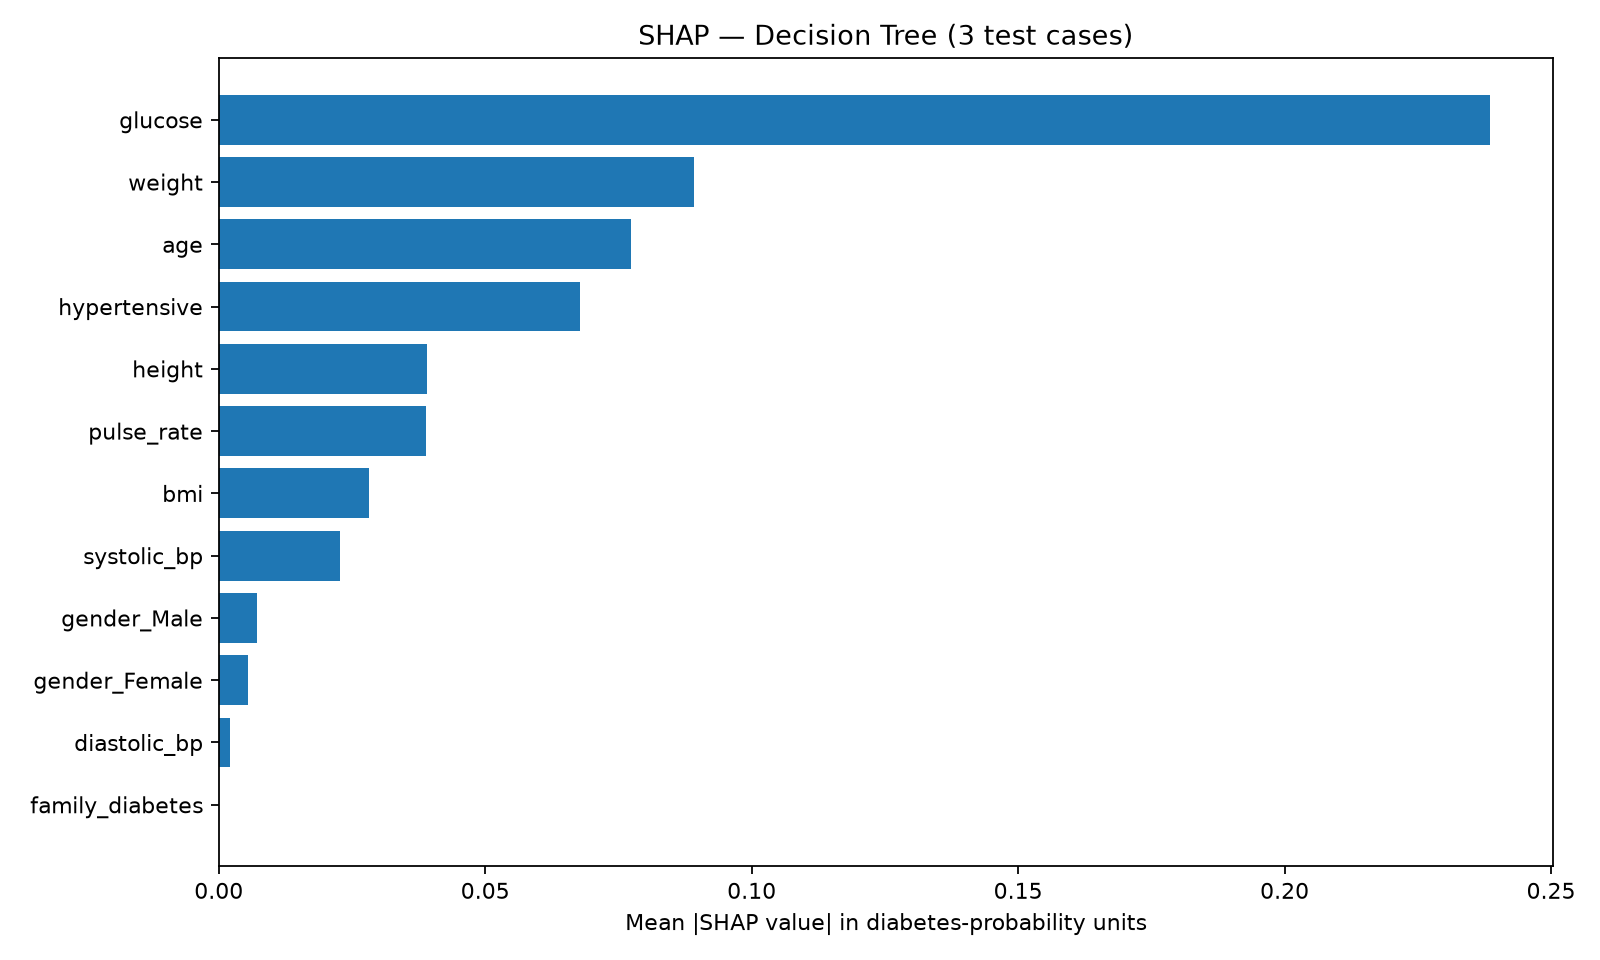 SHAP — Decision Tree (3 test cases)
glucose
weight
age
hypertensive
height
pulse_rate
bmi
systolic_bp
gender_Male
gender_Female
diastolic_bp
family_diabetes
0.00 0.05 0.10 0.15 0.20 0.25
Mean |SHAP value| in diabetes-probability units